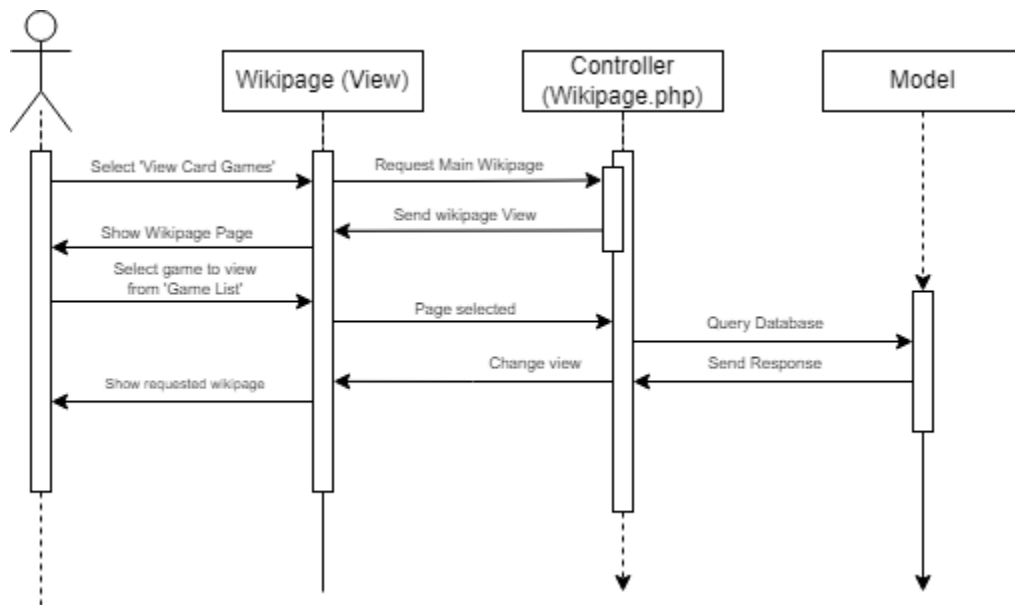 Wikipage (View)
Controller
(Wikipage.php)
Model
Select 'View Card Games'
Request Main Wikipage
Send wikipage View
Show Wikipage Page
Select game to view
from 'Game List'
Page selected
Query Database
Change view
Send Response
Show requested wikipage